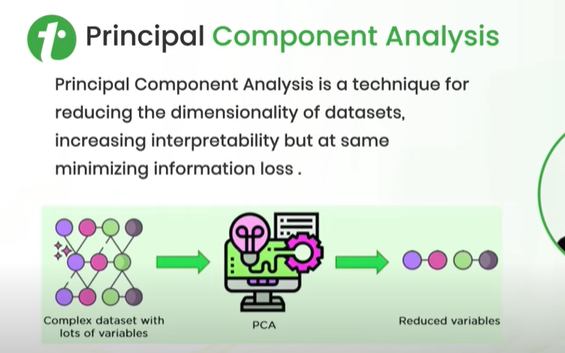 Principal Component Analysis
Principal Component Analysis is a technique for
reducing the dimensionality of datasets,
increasing interpretability but at same
minimizing information loss .
Complex dataset with
lots of variables
PCA
Reduced variables